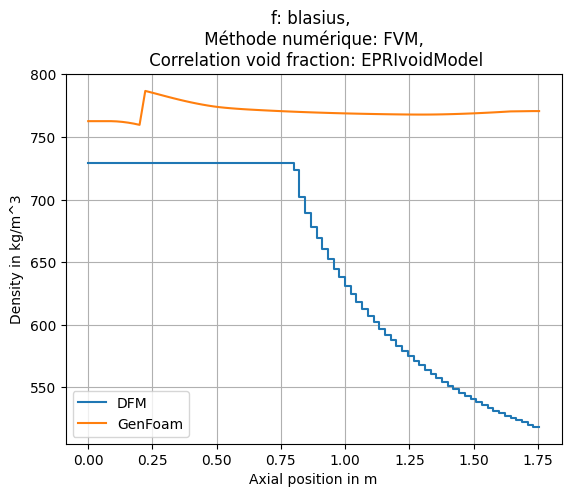 f: blasius,
Méthode numérique: FVM,
Correlation void fraction: EPRIvoidModel
800
750
700
650
600
550
Density in kg/m^3
DFM
GenFoam
0.00 0.25 0.50 0.75 1.00 1.25 1.50 1.75
Axial position in m